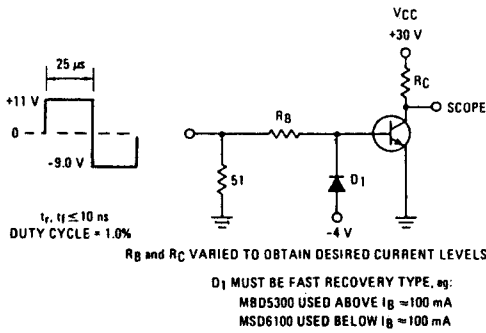 VCC
+30 V
25 μs
RC
+11 V
SCOPE
RB
0
51
D1
-9.0 V
-4 V
tr, tf ≤ 10 ns
DUTY CYCLE = 1.0%
RB and RC VARIED TO OBTAIN DESIRED CURRENT LEVELS
D1 MUST BE FAST RECOVERY TYPE, eg:
MBD5300 USED ABOVE IB ≈ 100 mA
MSD6100 USED BELOW IB ≈ 100 mA